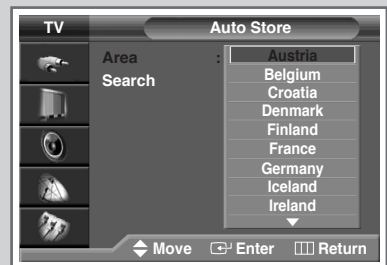 TV Auto Store
Area : Austria
Search Belgium
Croatia
Denmark
Finland
France
Germany
Iceland
Ireland
Move Enter Return